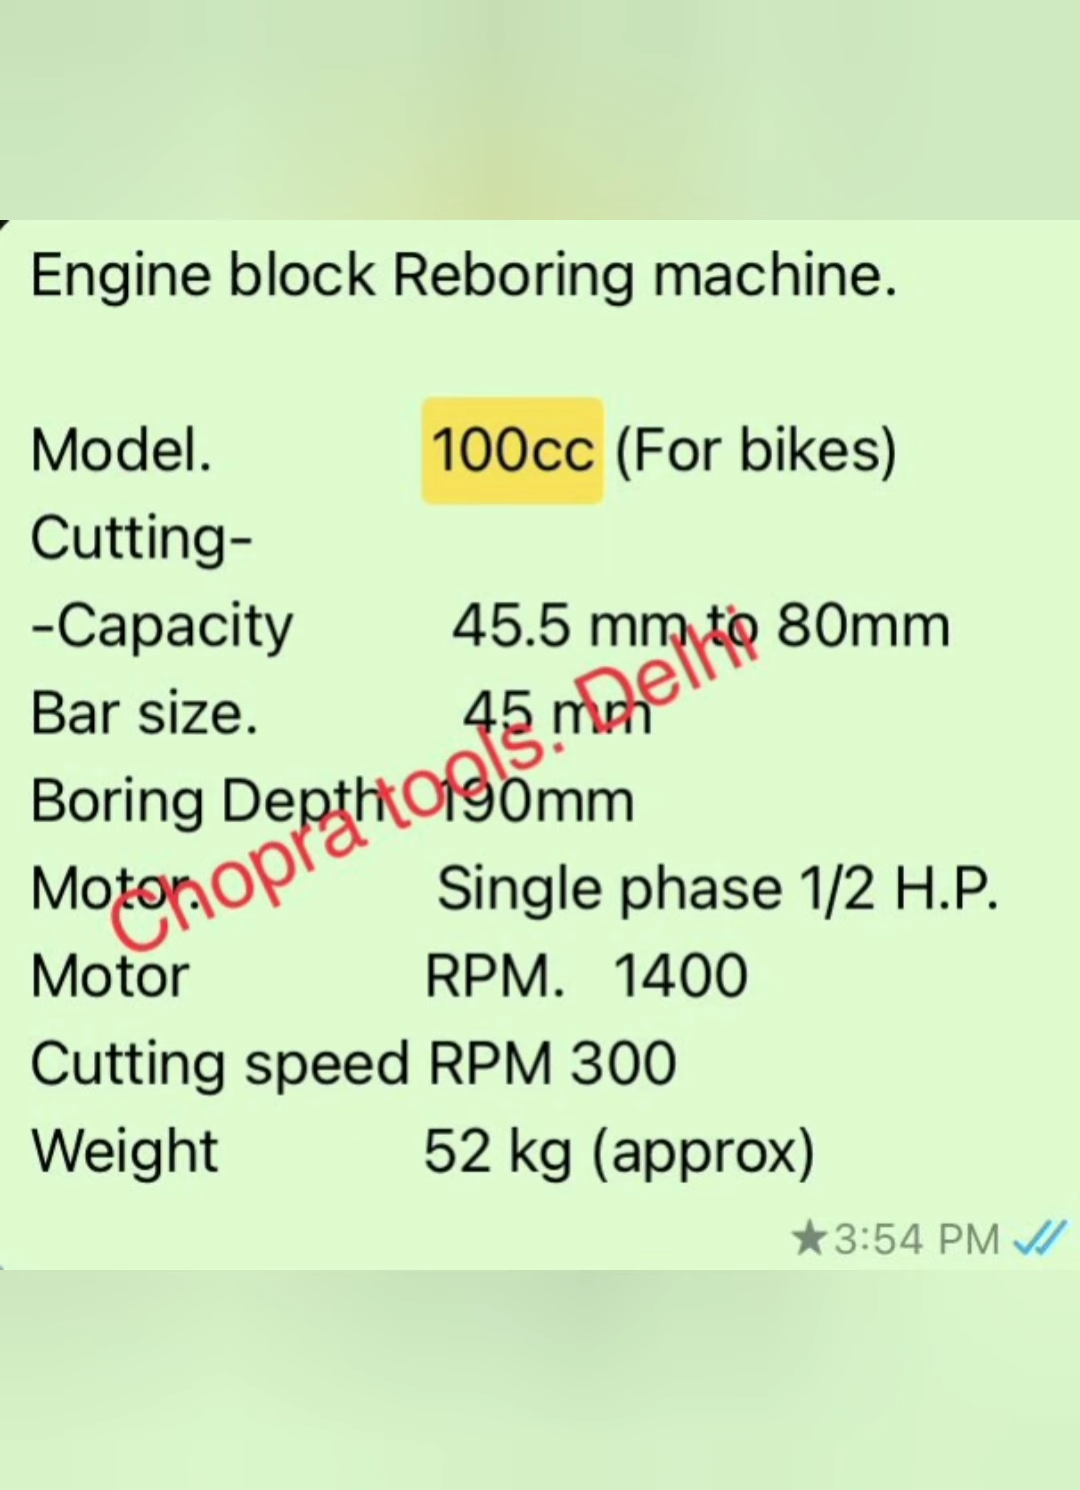 Engine block Reboring machine.
Model. 100cc (For bikes)
Cutting-
-Capacity 45.5 mm to 80mm
Bar size. 45 mm
Boring Depth 190mm
Motor. Single phase 1/2 H.P.
Motor RPM. 1400
Cutting speed RPM 300
Weight 52 kg (approx)
★3:54 PM
Chopra tools. Delhi